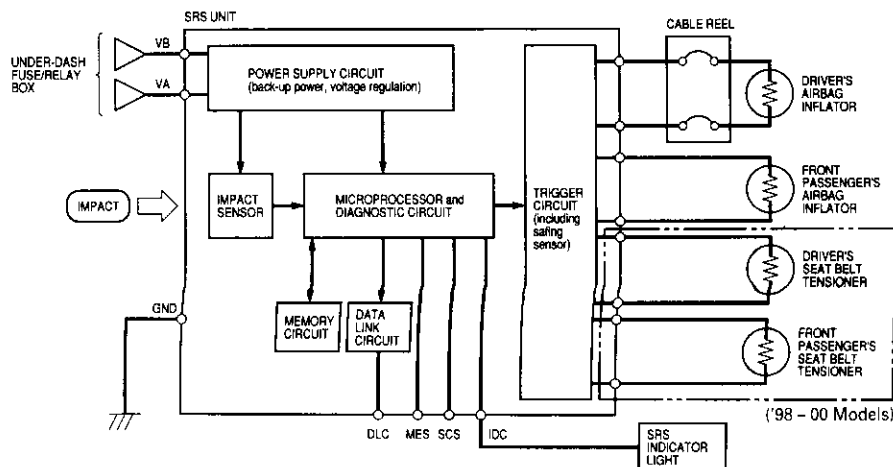 SRS UNIT
CABLE REEL
VB
UNDER-DASH
FUSE/RELAY
BOX
VA
POWER SUPPLY CIRCUIT
(back-up power, voltage regulation)
DRIVER'S
AIRBAG
INFLATOR
IMPACT
IMPACT
SENSOR
MICROPROCESSOR and
DIAGNOSTIC CIRCUIT
TRIGGER
CIRCUIT
(including
safing
sensor)
FRONT
PASSENGER'S
AIRBAG
INFLATOR
DRIVER'S
SEAT BELT
TENSIONER
GND
MEMORY
CIRCUIT
DATA
LINK
CIRCUIT
FRONT
PASSENGER'S
SEAT BELT
TENSIONER
('98 – 00 Models)
DLC
MES
SCS
IDC
SRS
INDICATOR
LIGHT